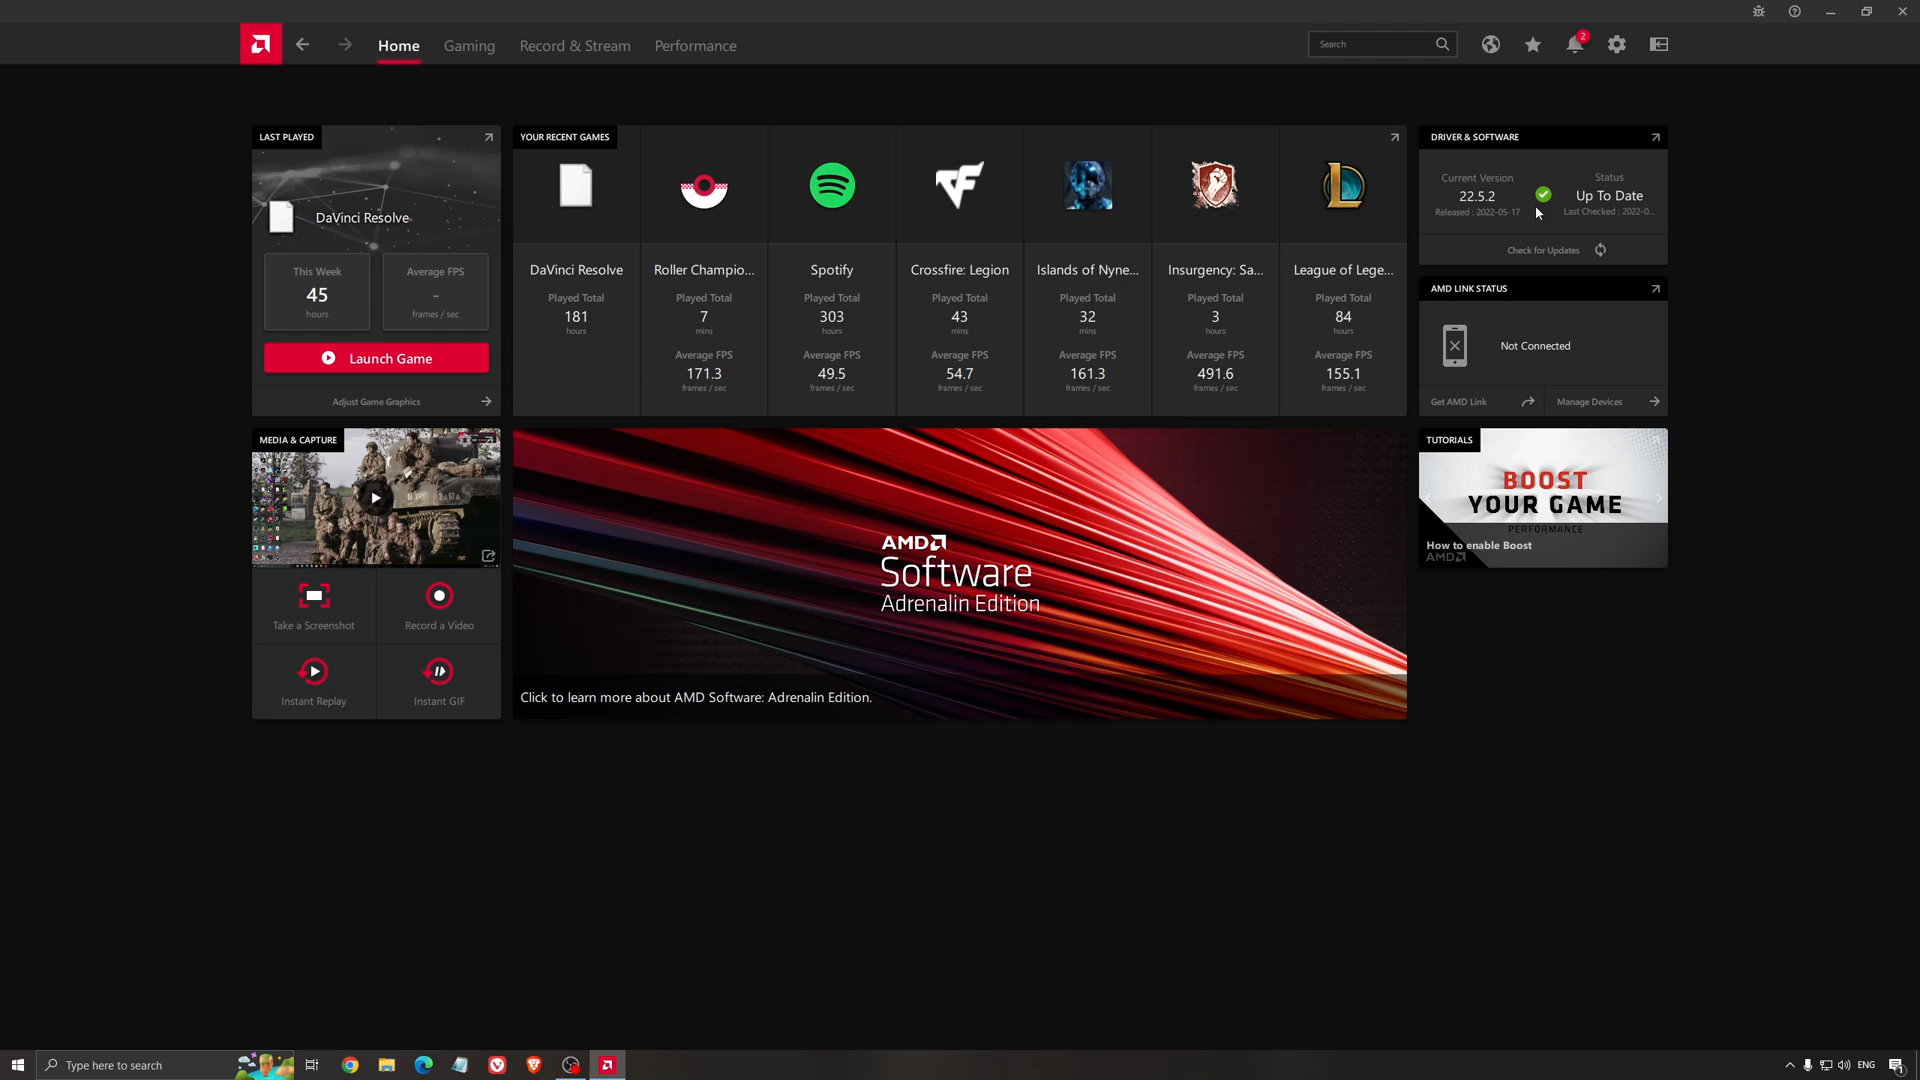 Home
Gaming
Record & Stream
Performance
Search
2
LAST PLAYED
DaVinci Resolve
This Week
45
hours
Average FPS
–
frames / sec
Launch Game
Adjust Game Graphics
YOUR RECENT GAMES
DaVinci Resolve
Played Total
181
hours
Roller Champio...
Played Total
7
mins
Average FPS
171.3
frames / sec
Spotify
Played Total
303
hours
Average FPS
49.5
frames / sec
Crossfire: Legion
Played Total
43
mins
Average FPS
54.7
frames / sec
Islands of Nyne...
Played Total
32
mins
Average FPS
161.3
frames / sec
Insurgency: Sa...
Played Total
3
hours
Average FPS
491.6
frames / sec
League of Lege...
Played Total
84
hours
Average FPS
155.1
frames / sec
DRIVER & SOFTWARE
Current Version
22.5.2
Released : 2022-05-17
Status
Up To Date
Last Checked : 2022-0...
Check for Updates
AMD LINK STATUS
Not Connected
Get AMD Link
Manage Devices
MEDIA & CAPTURE
Take a Screenshot
Record a Video
Instant Replay
Instant GIF
AMD
Software
Adrenalin Edition
Click to learn more about AMD Software: Adrenalin Edition.
TUTORIALS
BOOST
YOUR GAME
PERFORMANCE
How to enable Boost
AMD
Type here to search
ENG
1